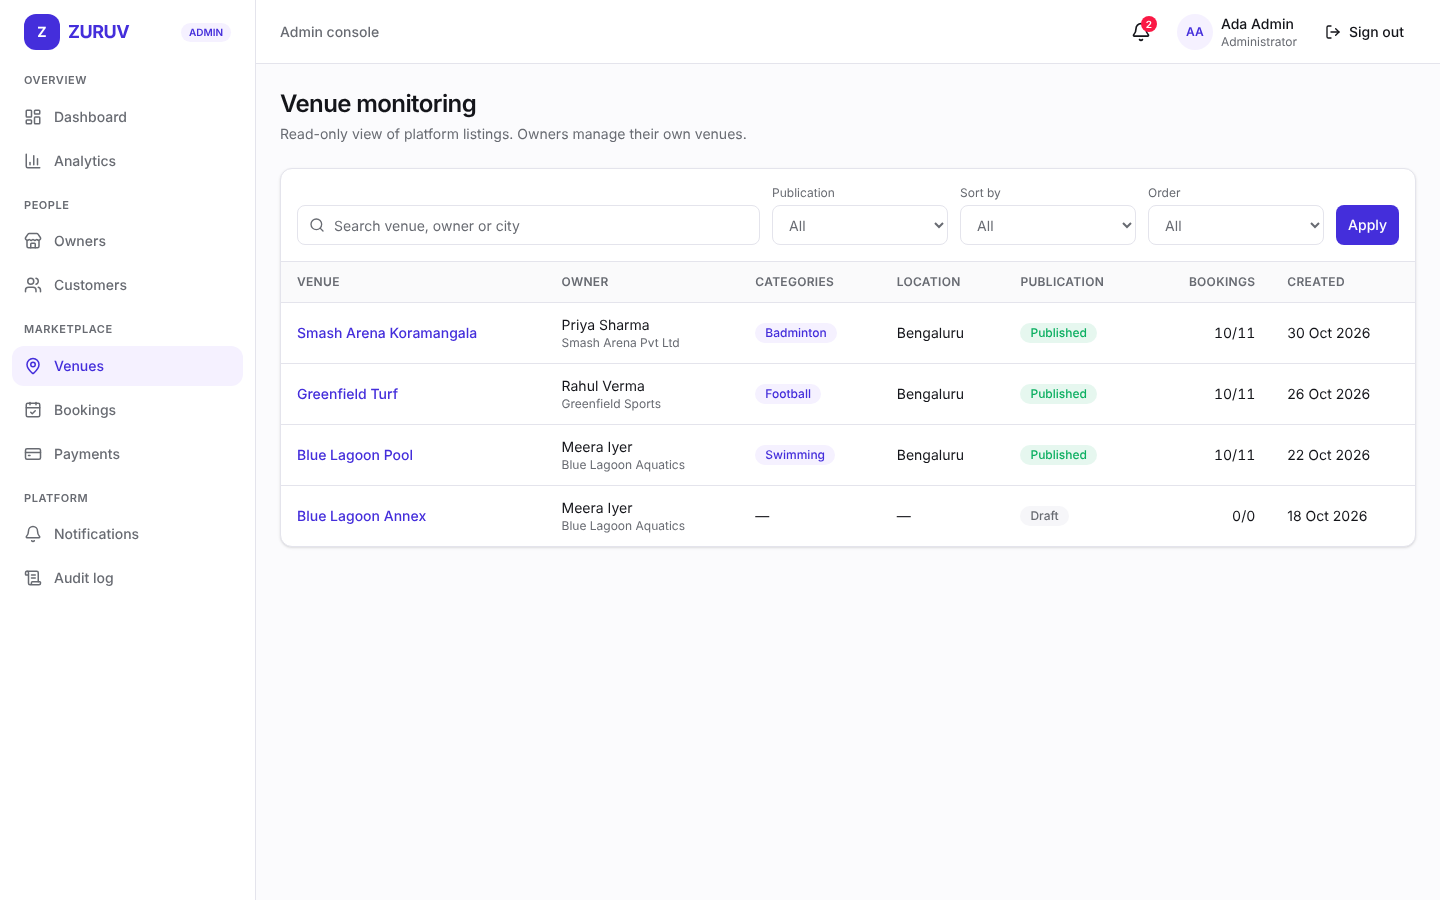 Z ZURUV ADMIN
OVERVIEW
Dashboard
Analytics
PEOPLE
Owners
Customers
MARKETPLACE
Venues
Bookings
Payments
PLATFORM
Notifications
Audit log
Admin console
2
AA
Ada Admin
Administrator
Sign out
Venue monitoring
Read-only view of platform listings. Owners manage their own venues.
Publication Sort by Order
Search venue, owner or city All All All Apply
VENUE OWNER CATEGORIES LOCATION PUBLICATION BOOKINGS CREATED
Smash Arena Koramangala Priya Sharma Badminton Bengaluru Published 10/11 30 Oct 2026
Smash Arena Pvt Ltd
Greenfield Turf Rahul Verma Football Bengaluru Published 10/11 26 Oct 2026
Greenfield Sports
Blue Lagoon Pool Meera Iyer Swimming Bengaluru Published 10/11 22 Oct 2026
Blue Lagoon Aquatics
Blue Lagoon Annex Meera Iyer — — Draft 0/0 18 Oct 2026
Blue Lagoon Aquatics